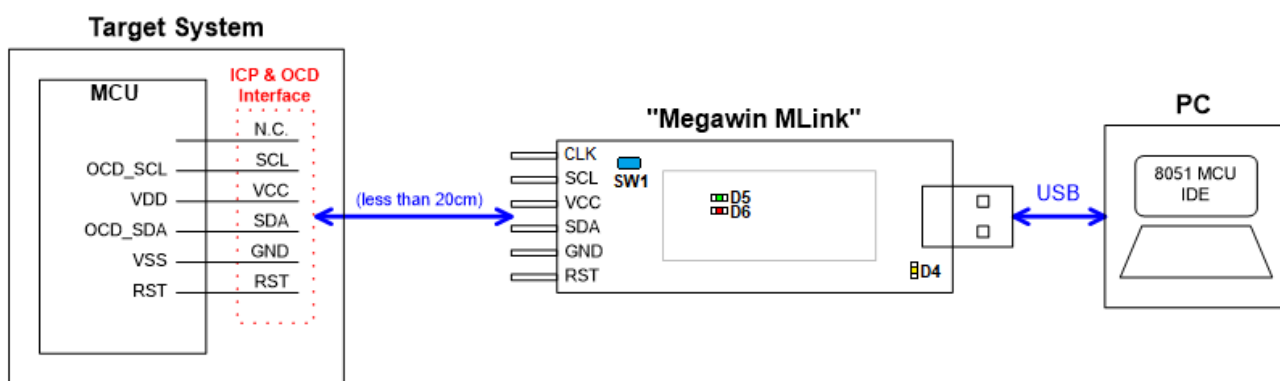 Target System
MCU
ICP & OCD
Interface
N.C.
OCD_SCL
SCL
VDD
VCC
OCD_SDA
SDA
VSS
GND
RST
RST
(less than 20cm)
"Megawin MLink"
CLK
SCL
VCC
SDA
GND
RST
SW1
D5
D6
D4
USB
PC
8051 MCU
IDE